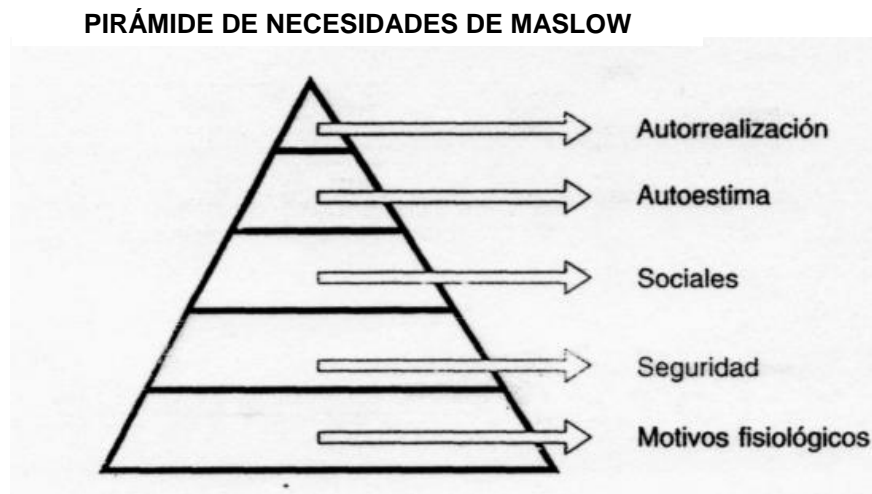 PIRÁMIDE DE NECESIDADES DE MASLOW
Autorrealización
Autoestima
Sociales
Seguridad
Motivos fisiológicos